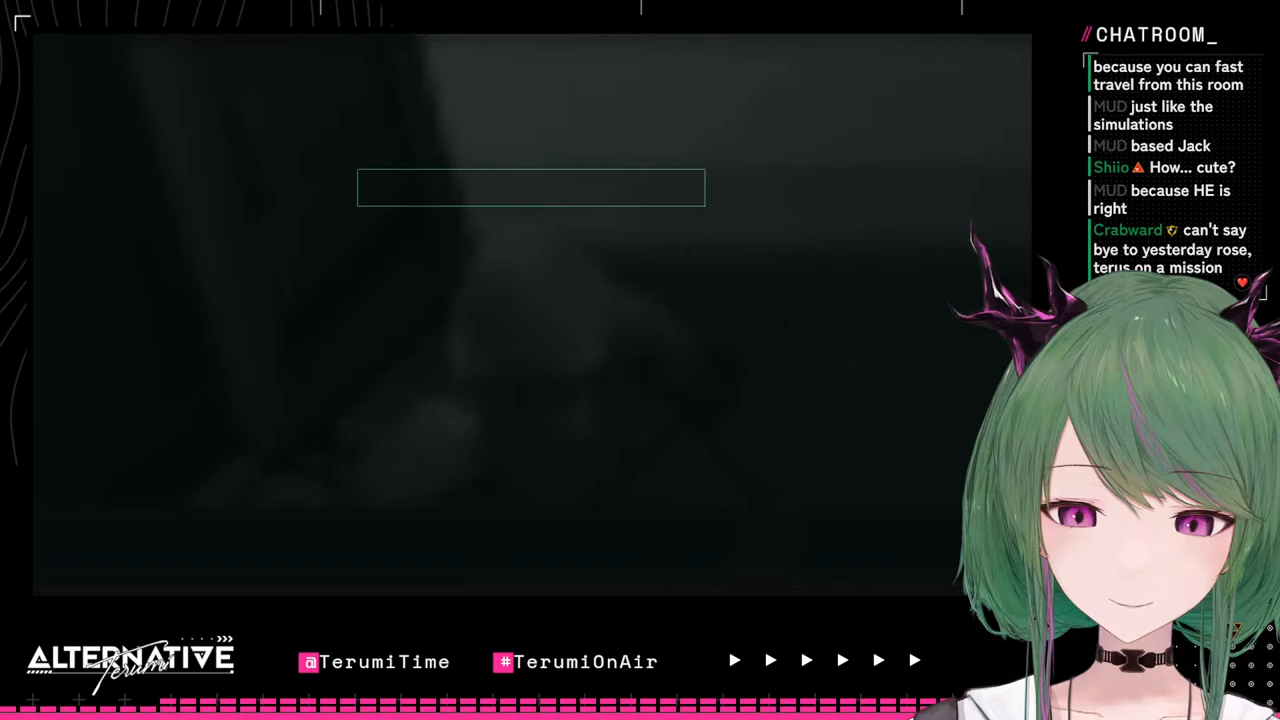 // CHATROOM_
because you can fast
travel from this room
MUD just like the
simulations
MUD based Jack
Shiio How... cute?
MUD because HE is
right
Crabward can't say
bye to yesterday rose,
terus on a mission
ALTERNATIVE
Terumi
@TerumiTime #TerumiOnAir